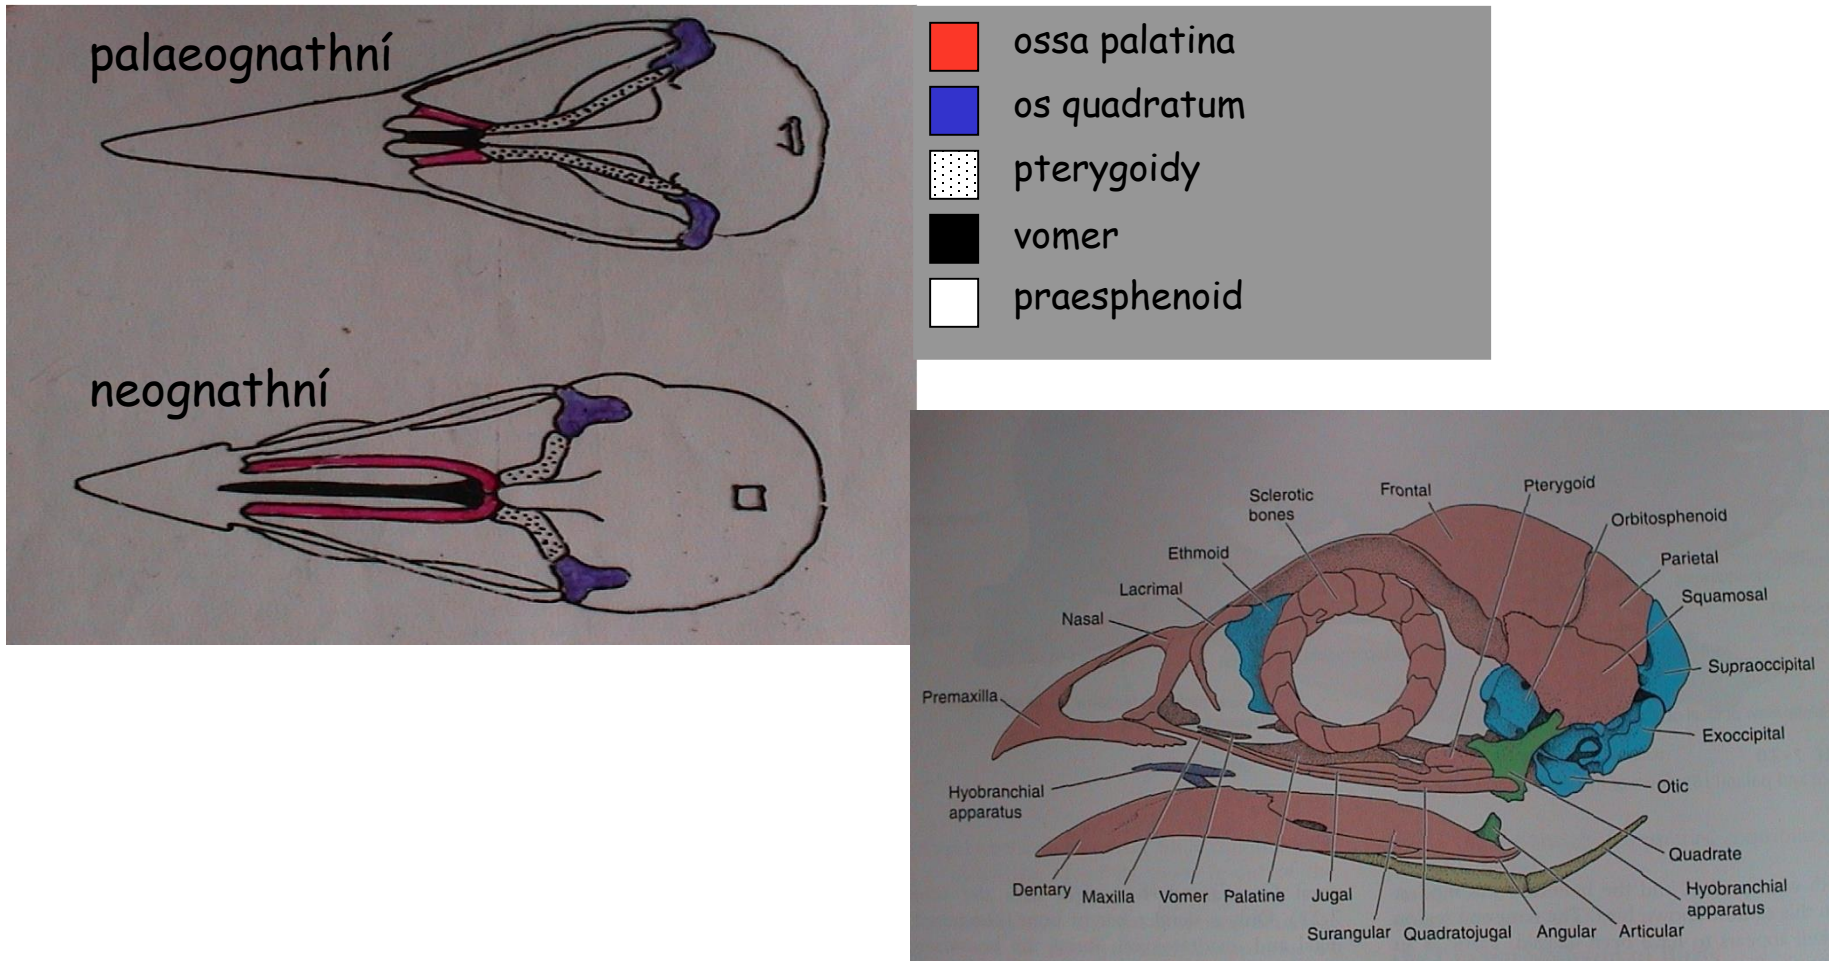 palaeognathní
neognathní
ossa palatina
os quadratum
pterygoidy
vomer
praesphenoid
Sclerotic
bones
Frontal
Pterygoid
Orbitosphenoid
Parietal
Squamosal
Ethmoid
Lacrimal
Nasal
Premaxilla
Supraoccipital
Exoccipital
Otic
Hyobranchial
apparatus
Quadrate
Hyobranchial
apparatus
Dentary
Maxilla
Vomer
Palatine
Jugal
Surangular
Quadratojugal
Angular
Articular